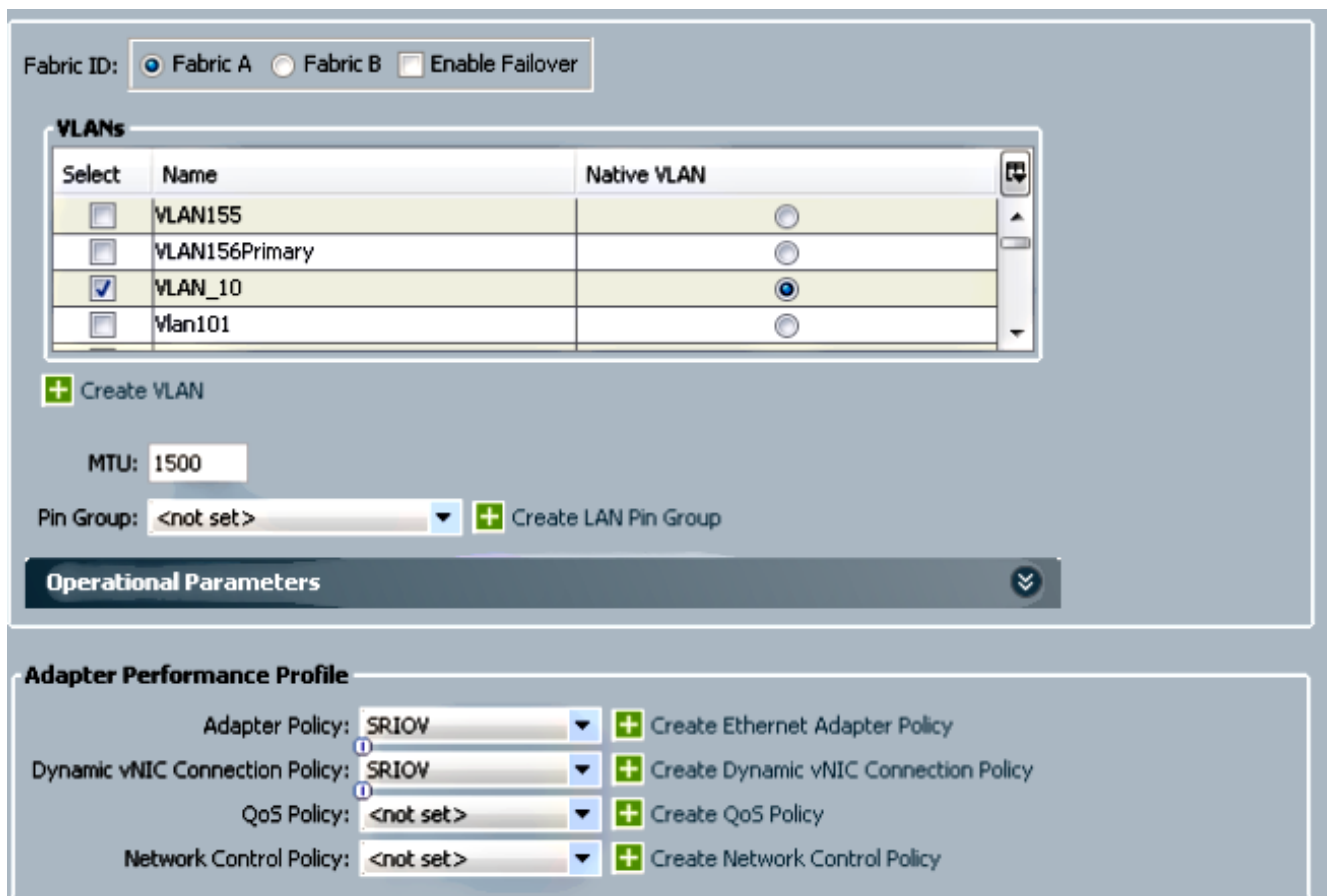 Fabric ID: Fabric A Fabric B Enable Failover
VLANs
Select Name Native VLAN
VLAN155
VLAN156Primary
VLAN_10
Vlan101
Create VLAN
MTU: 1500
Pin Group: <not set> Create LAN Pin Group
Operational Parameters
Adapter Performance Profile
Adapter Policy: SRIOV Create Ethernet Adapter Policy
Dynamic vNIC Connection Policy: SRIOV Create Dynamic vNIC Connection Policy
QoS Policy: <not set> Create QoS Policy
Network Control Policy: <not set> Create Network Control Policy